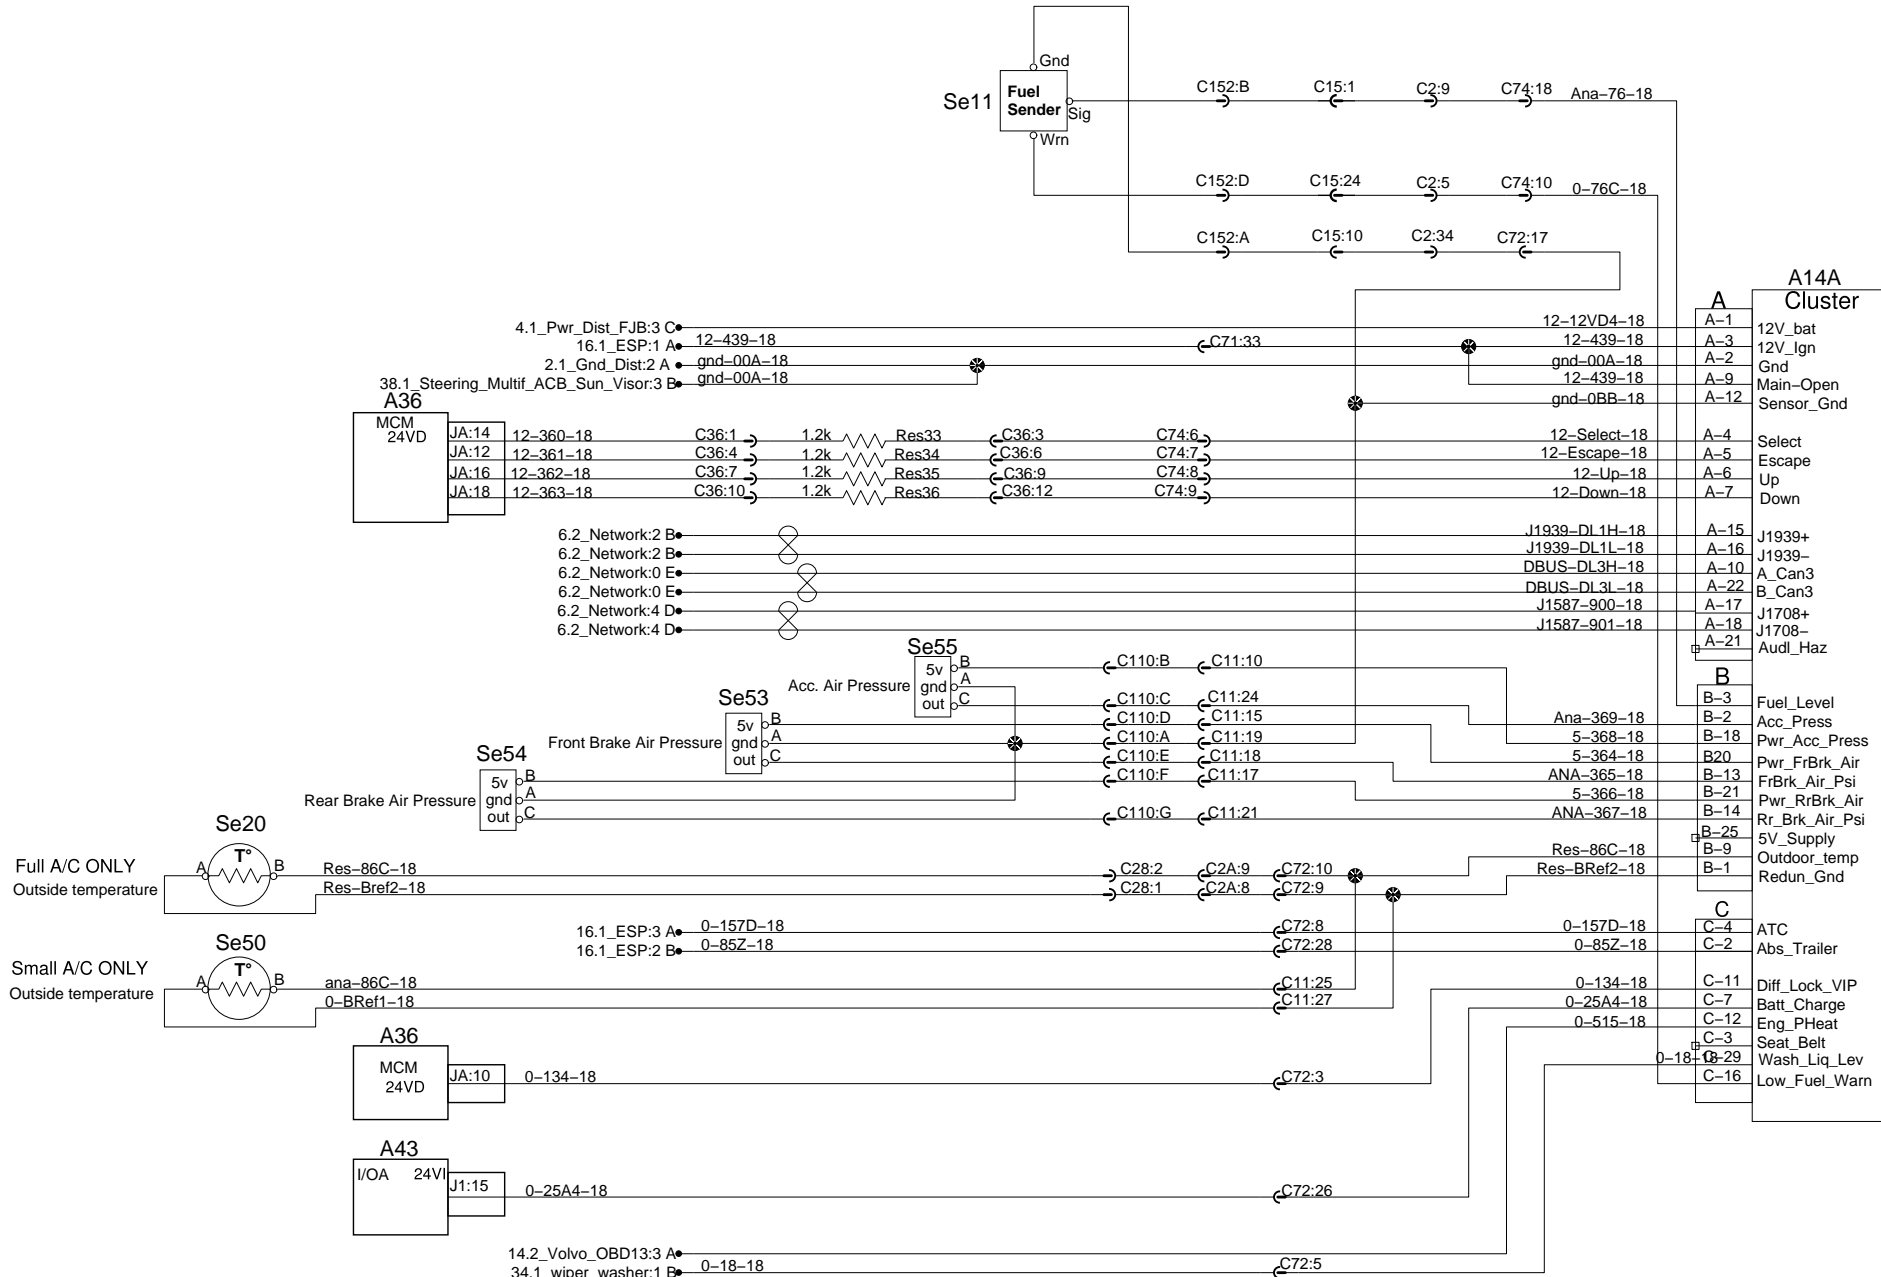 Gnd
Se11
Fuel
Sender
Sig
Wrn
C152:B C15:1 C2:9 C74:18 Ana-76-18
C152:D C15:24 C2:5 C74:10 0-76C-18
C152:A C15:10 C2:34 C72:17
A14A
Cluster
A
4.1_Pwr_Dist_FJB:3 C 12-12VD4-18 A-1 12V_bat
16.1_ESP:1 A 12-439-18 C71:33 12-439-18 A-3 12V_Ign
2.1_Gnd_Dist:2 A gnd-00A-18 gnd-00A-18 A-2 Gnd
38.1_Steering_Multif_ACB_Sun_Visor:3 B gnd-00A-18 12-439-18 A-9 Main-Open
gnd-0BB-18 A-12 Sensor_Gnd
A36
MCM
24VD
JA:14 12-360-18 C36:1 1.2k Res33 C36:3 C74:6 12-Select-18 A-4 Select
JA:12 12-361-18 C36:4 1.2k Res34 C36:6 C74:7 12-Escape-18 A-5 Escape
JA:16 12-362-18 C36:7 1.2k Res35 C36:9 C74:8 12-Up-18 A-6 Up
JA:18 12-363-18 C36:10 1.2k Res36 C36:12 C74:9 12-Down-18 A-7 Down
6.2_Network:2 B J1939-DL1H-18 A-15 J1939+
6.2_Network:2 B J1939-DL1L-18 A-16 J1939-
6.2_Network:0 E DBUS-DL3H-18 A-10 A_Can3
6.2_Network:0 E DBUS-DL3L-18 A-22 B_Can3
6.2_Network:4 D J1587-900-18 A-17 J1708+
6.2_Network:4 D J1587-901-18 A-18 J1708-
A-21 Audl_Haz
Se55
Acc. Air Pressure
5v B
gnd A
out C
C110:B C11:10
C110:C C11:24
Se53
Front Brake Air Pressure
5v B
gnd A
out C
C110:D C11:15
C110:A C11:19
C110:E C11:18
Se54
Rear Brake Air Pressure
5v B
gnd A
out C
C110:F C11:17
C110:G C11:21
B
B-3 Fuel_Level
Ana-369-18 B-2 Acc_Press
5-368-18 B-18 Pwr_Acc_Press
5-364-18 B20 Pwr_FrBrk_Air
ANA-365-18 B-13 FrBrk_Air_Psi
5-366-18 B-21 Pwr_RrBrk_Air
ANA-367-18 B-14 Rr_Brk_Air_Psi
B-25 5V_Supply
Res-86C-18 B-9 Outdoor_temp
Res-BRef2-18 B-1 Redun_Gnd
Se20
Full A/C ONLY
Outside temperature
A T° B
Res-86C-18 C28:2 C2A:9 C72:10
Res-Bref2-18 C28:1 C2A:8 C72:9
C
16.1_ESP:3 A 0-157D-18 C72:8 0-157D-18 C-4 ATC
16.1_ESP:2 B 0-85Z-18 C72:28 0-85Z-18 C-2 Abs_Trailer
Se50
Small A/C ONLY
Outside temperature
A T° B
ana-86C-18 C11:25
0-BRef1-18 C11:27
0-134-18 C-11 Diff_Lock_VIP
0-25A4-18 C-7 Batt_Charge
0-515-18 C-12 Eng_PHeat
C-3 Seat_Belt
0-18-18 C-29 Wash_Liq_Lev
C-16 Low_Fuel_Warn
A36
MCM
24VD
JA:10 0-134-18 C72:3
A43
I/OA 24VI
J1:15 0-25A4-18 C72:26
14.2_Volvo_OBD13:3 A
34.1_wiper_washer:1 B 0-18-18 C72:5